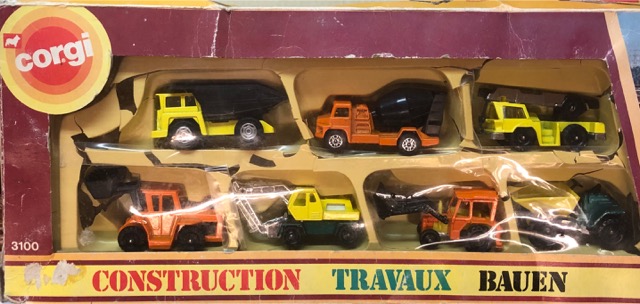 corgi
3100
CONSTRUCTION TRAVAUX BAUEN